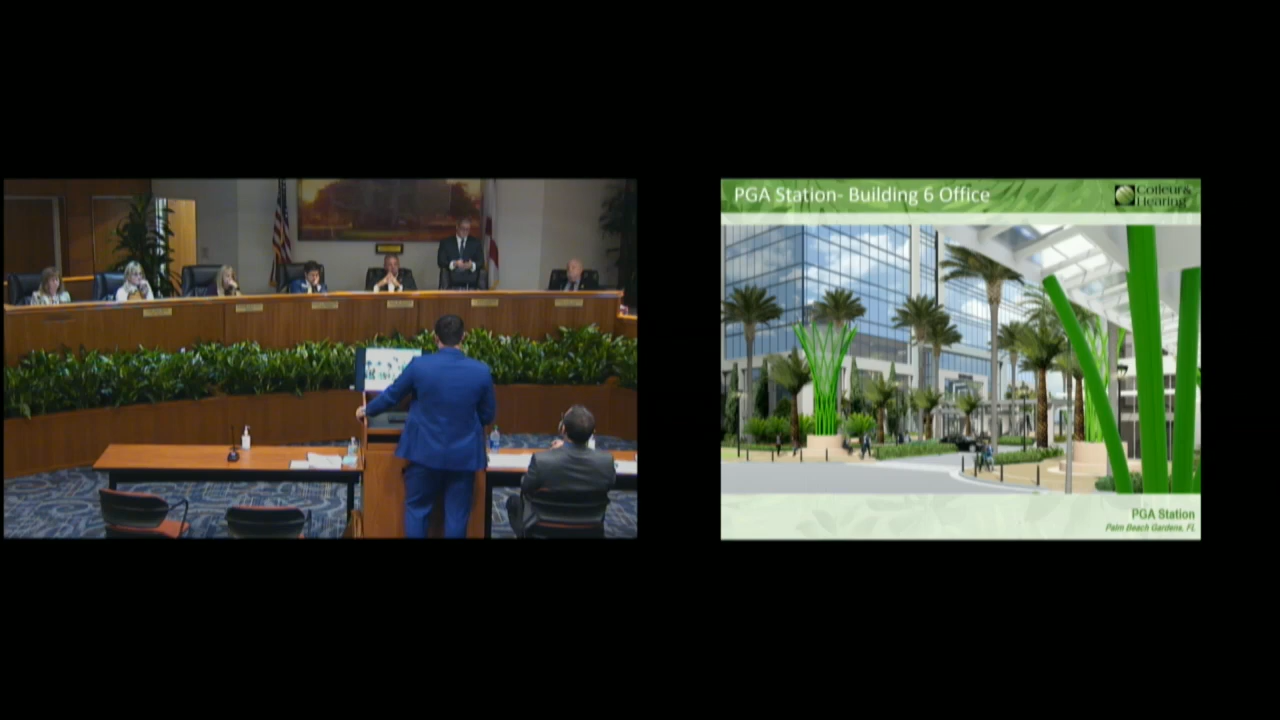 PGA Station- Building 6 Office
Cotleur&
Hearing
PGA Station
Palm Beach Gardens, FL